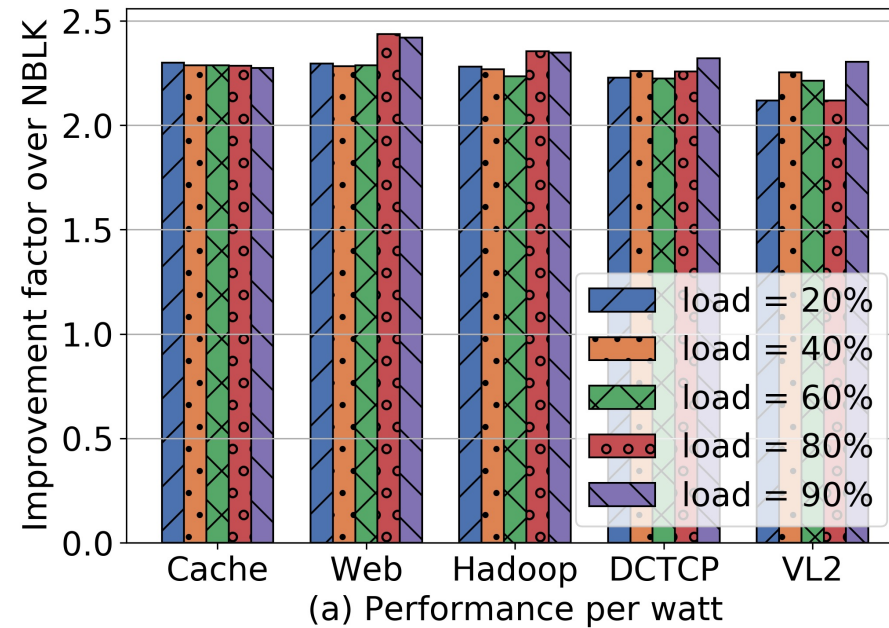 Improvement factor over NBLK
2.5
2.0
1.5
1.0
0.5
0.0
load = 20%
load = 40%
load = 60%
load = 80%
load = 90%
Cache Web Hadoop DCTCP VL2
(a) Performance per watt